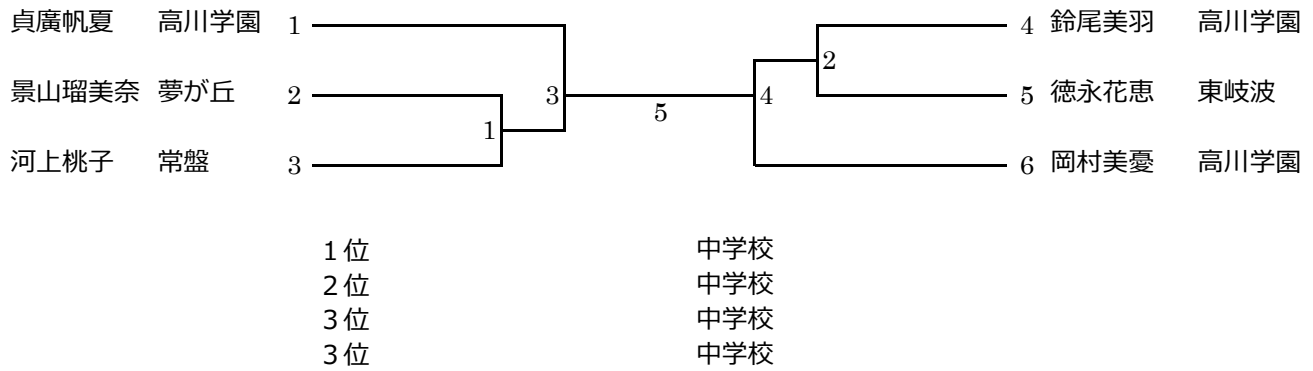 貞廣帆夏 高川学園 1 4 鈴尾美羽 高川学園
2
景山瑠美奈 夢が丘 2 3 5 4 5 徳永花恵 東岐波
1
河上桃子 常盤 3 6 岡村美憂 高川学園
1位 中学校
2位 中学校
3位 中学校
3位 中学校